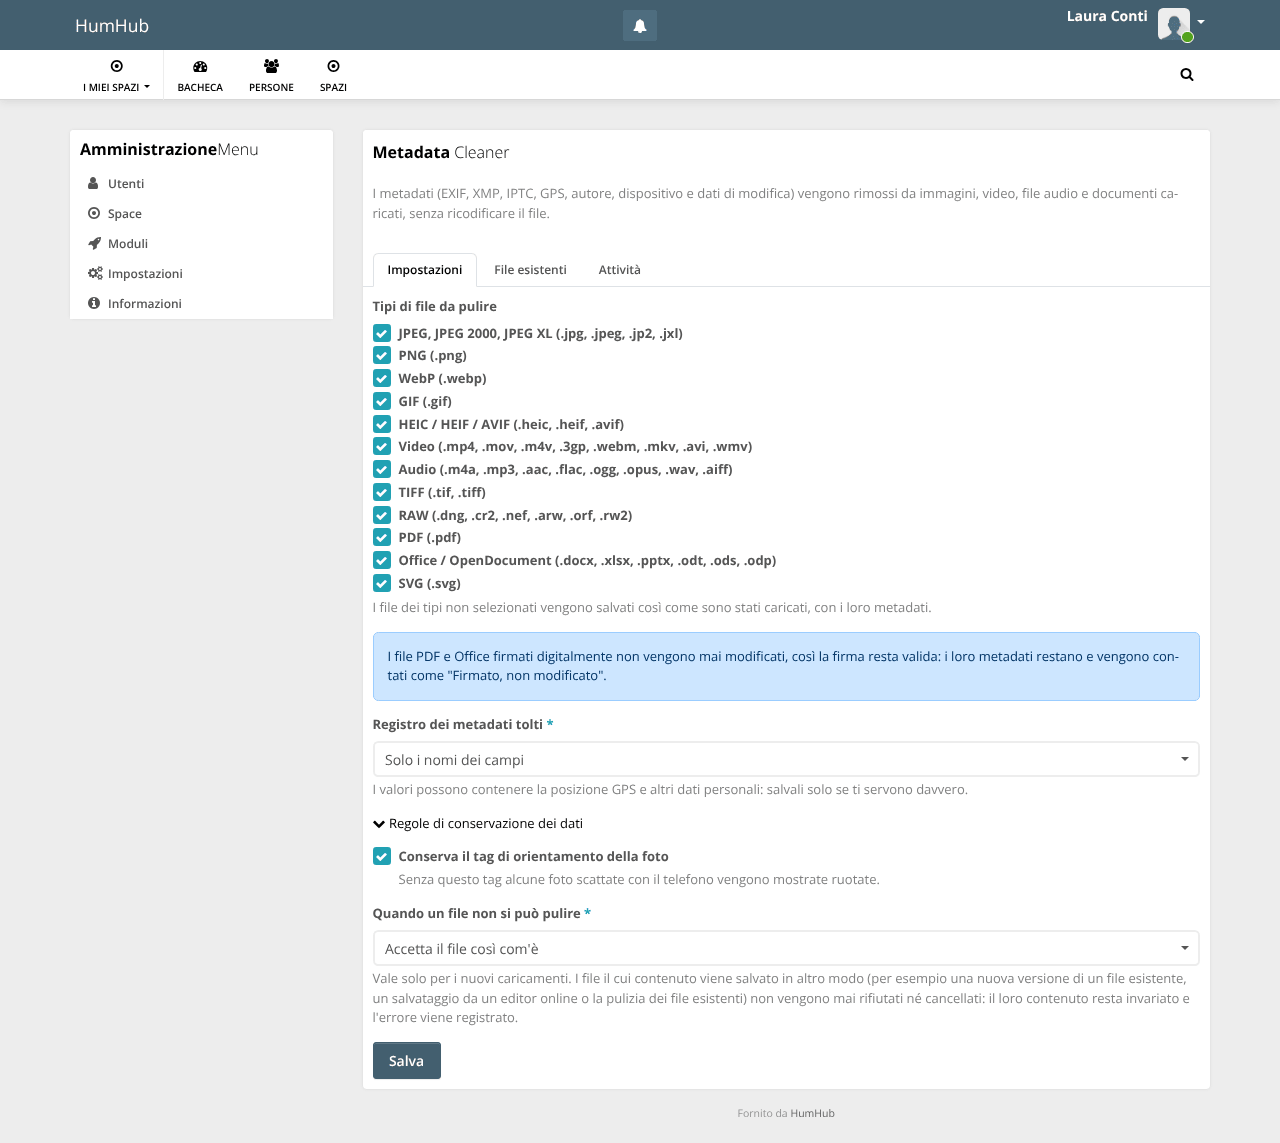 HumHub
Laura Conti
I MIEI SPAZI
BACHECA
PERSONE
SPAZI
AmministrazioneMenu
Utenti
Space
Moduli
Impostazioni
Informazioni
Metadata Cleaner
I metadati (EXIF, XMP, IPTC, GPS, autore, dispositivo e dati di modifica) vengono rimossi da immagini, video, file audio e documenti ca-
ricati, senza ricodificare il file.
Impostazioni
File esistenti
Attività
Tipi di file da pulire
JPEG, JPEG 2000, JPEG XL (.jpg, .jpeg, .jp2, .jxl)
PNG (.png)
WebP (.webp)
GIF (.gif)
HEIC / HEIF / AVIF (.heic, .heif, .avif)
Video (.mp4, .mov, .m4v, .3gp, .webm, .mkv, .avi, .wmv)
Audio (.m4a, .mp3, .aac, .flac, .ogg, .opus, .wav, .aiff)
TIFF (.tif, .tiff)
RAW (.dng, .cr2, .nef, .arw, .orf, .rw2)
PDF (.pdf)
Office / OpenDocument (.docx, .xlsx, .pptx, .odt, .ods, .odp)
SVG (.svg)
I file dei tipi non selezionati vengono salvati così come sono stati caricati, con i loro metadati.
I file PDF e Office firmati digitalmente non vengono mai modificati, così la firma resta valida: i loro metadati restano e vengono con-
tati come "Firmato, non modificato".
Registro dei metadati tolti *
Solo i nomi dei campi
I valori possono contenere la posizione GPS e altri dati personali: salvali solo se ti servono davvero.
Regole di conservazione dei dati
Conserva il tag di orientamento della foto
Senza questo tag alcune foto scattate con il telefono vengono mostrate ruotate.
Quando un file non si può pulire *
Accetta il file così com'è
Vale solo per i nuovi caricamenti. I file il cui contenuto viene salvato in altro modo (per esempio una nuova versione di un file esistente,
un salvataggio da un editor online o la pulizia dei file esistenti) non vengono mai rifiutati né cancellati: il loro contenuto resta invariato e
l'errore viene registrato.
Salva
Fornito da HumHub